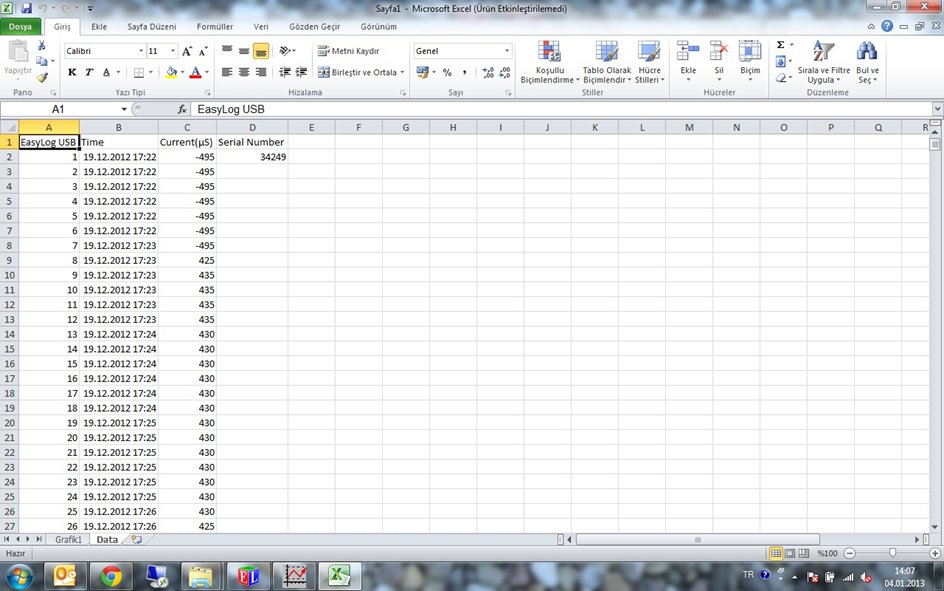 Sayfa1 - Microsoft Excel (Ürün Etkinleştirilemedi)
Dosya Giriş Ekle Sayfa Düzeni Formüller Veri Gözden Geçir Görünüm
Yapıştır
Pano
Calibri 11 A A
K T A A
Yazı Tipi
Metni Kaydır
Birleştir ve Ortala
Hizalama
Genel
% ,
Sayı
Koşullu Biçimlendirme
Tablo Olarak Biçimlendir
Hücre Stilleri
Stiller
Ekle Sil Biçim
Hücreler
Σ
Sırala ve Filtre Uygula
Bul ve Seç
Düzenleme
A1 fx EasyLog USB
A B C D E F G H I J K L M N O P Q R
1 EasyLog USB Time Current(µS) Serial Number
2 1 19.12.2012 17:22 -495 34249
3 2 19.12.2012 17:22 -495
4 3 19.12.2012 17:22 -495
5 4 19.12.2012 17:22 -495
6 5 19.12.2012 17:22 -495
7 6 19.12.2012 17:22 -495
8 7 19.12.2012 17:23 -495
9 8 19.12.2012 17:23 425
10 9 19.12.2012 17:23 435
11 10 19.12.2012 17:23 435
12 11 19.12.2012 17:23 435
13 12 19.12.2012 17:23 435
14 13 19.12.2012 17:24 430
15 14 19.12.2012 17:24 430
16 15 19.12.2012 17:24 430
17 16 19.12.2012 17:24 430
18 17 19.12.2012 17:24 430
19 18 19.12.2012 17:24 430
20 19 19.12.2012 17:25 430
21 20 19.12.2012 17:25 430
22 21 19.12.2012 17:25 430
23 22 19.12.2012 17:25 430
24 23 19.12.2012 17:25 430
25 24 19.12.2012 17:25 430
26 25 19.12.2012 17:26 430
27 26 19.12.2012 17:26 425
Grafik1 Data
Hazır %100
TR 14:07
04.01.2013